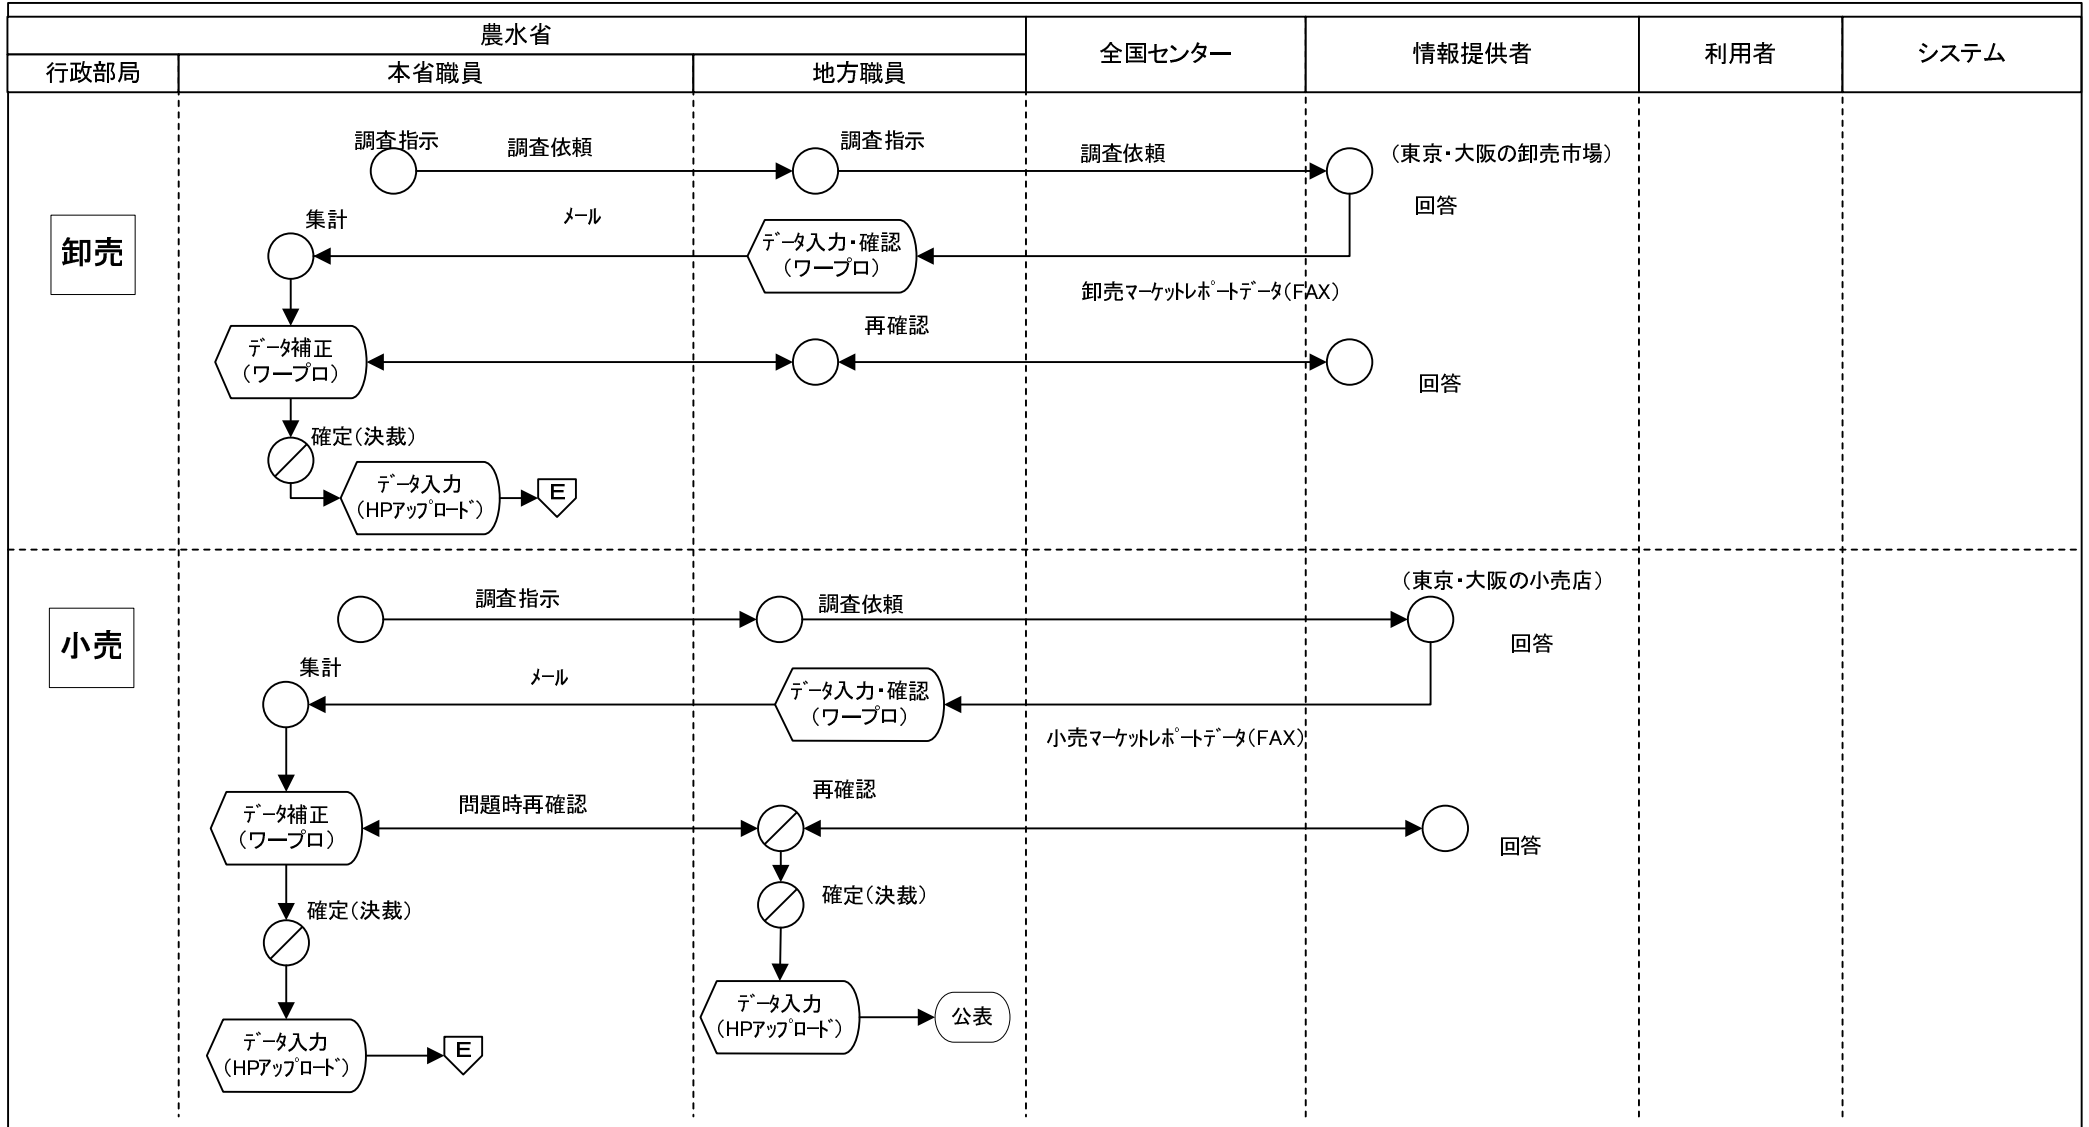 農水省
全国センター
情報提供者
利用者
システム
行政部局
本省職員
地方職員
調査指示
調査依頼
調査指示
調査依頼
（東京・大阪の卸売市場）
回答
卸売
集計
ﾒｰﾙ
ﾃﾞｰﾀ入力・確認
（ワープロ）
卸売ﾏｰｹｯﾄﾚﾎﾟｰﾄﾃﾞｰﾀ（FAX）
再確認
ﾃﾞｰﾀ補正
（ワープロ）
回答
確定（決裁）
ﾃﾞｰﾀ入力
（HPｱｯﾌﾟﾛｰﾄﾞ）
E
調査指示
調査依頼
（東京・大阪の小売店）
回答
小売
集計
ﾒｰﾙ
ﾃﾞｰﾀ入力・確認
（ワープロ）
小売ﾏｰｹｯﾄﾚﾎﾟｰﾄﾃﾞｰﾀ（FAX）
ﾃﾞｰﾀ補正
（ワープロ）
問題時再確認
再確認
回答
確定（決裁）
確定（決裁）
ﾃﾞｰﾀ入力
（HPｱｯﾌﾟﾛｰﾄﾞ）
公表
ﾃﾞｰﾀ入力
（HPｱｯﾌﾟﾛｰﾄﾞ）
E